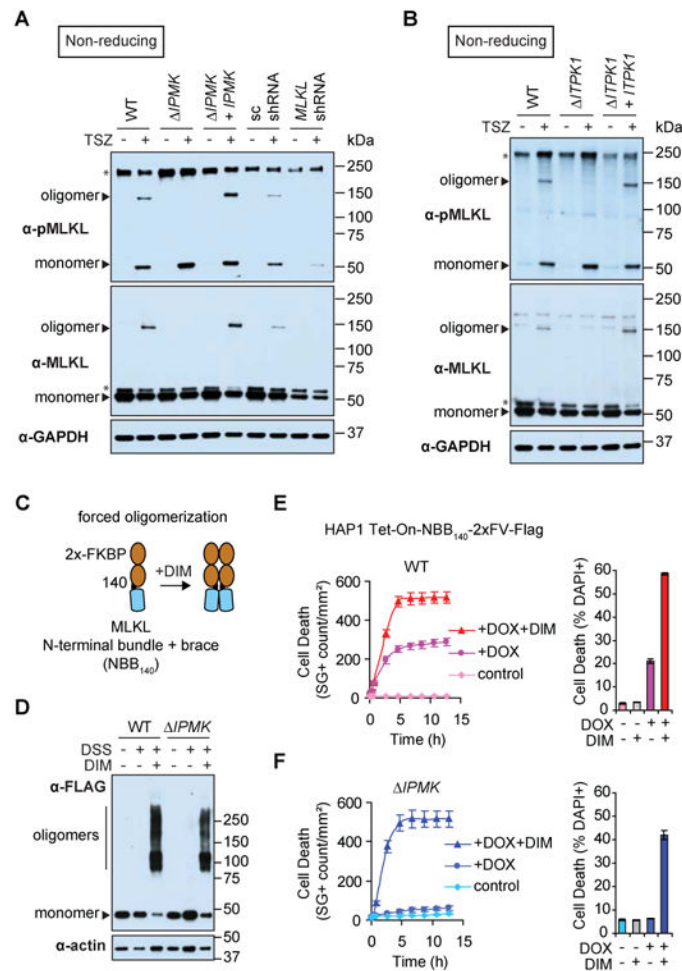 A
Non-reducing
WT
ΔIPMK
ΔIPMK
+ IPMK
sc
shRNA
MLKL
shRNA
TSZ - + - + - + - + - + kDa
*
oligomer
α-pMLKL
monomer
250
150
100
75
50
oligomer
α-MLKL
*
monomer
250
150
100
75
50
α-GAPDH
37
B
Non-reducing
WT
ΔITPK1
ΔITPK1
+ ITPK1
TSZ - + - + - + kDa
*
oligomer
α-pMLKL
monomer
250
150
100
75
50
oligomer
α-MLKL
*
monomer
250
150
100
75
50
α-GAPDH
37
C
forced oligomerization
2x-FKBP
+DIM
140
MLKL
N-terminal bundle + brace
(NBB140)
D
WT ΔIPMK
DSS - + + - + +
DIM - - + - - +
α-FLAG
oligomers
monomer
250
150
100
75
50
37
α-actin
E
HAP1 Tet-On-NBB140-2xFV-Flag
WT
Cell Death
(SG+ count/mm²)
600
400
200
0
0 5 10 15
Time (h)
+DOX+DIM
+DOX
control
Cell Death (% DAPI+)
60
50
40
30
20
10
0
DOX - - + +
DIM - + - +
F
ΔIPMK
Cell Death
(SG+ count/mm²)
600
400
200
0
0 5 10 15
Time (h)
+DOX+DIM
+DOX
control
Cell Death (% DAPI+)
60
50
40
30
20
10
0
DOX - - + +
DIM - + - +